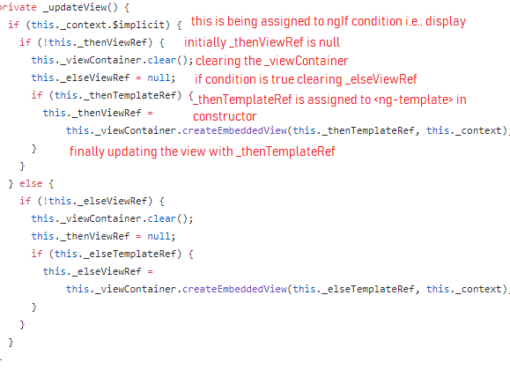 private _updateView() {
if (this._context.$implicit) { this is being assigned to ngIf condition i.e., display
if (!this._thenViewRef) { initially _thenViewRef is null
this._viewContainer.clear(); clearing the _viewContainer
this._elseViewRef = null; if condition is true clearing _elseViewRef
if (this._thenTemplateRef) { _thenTemplateRef is assigned to <ng-template> in
this._thenViewRef = constructor
this._viewContainer.createEmbeddedView(this._thenTemplateRef, this._context);
} finally updating the view with _thenTemplateRef
}
} else {
if (!this._elseViewRef) {
this._viewContainer.clear();
this._thenViewRef = null;
if (this._elseTemplateRef) {
this._elseViewRef =
this._viewContainer.createEmbeddedView(this._elseTemplateRef, this._context);
}
}
}